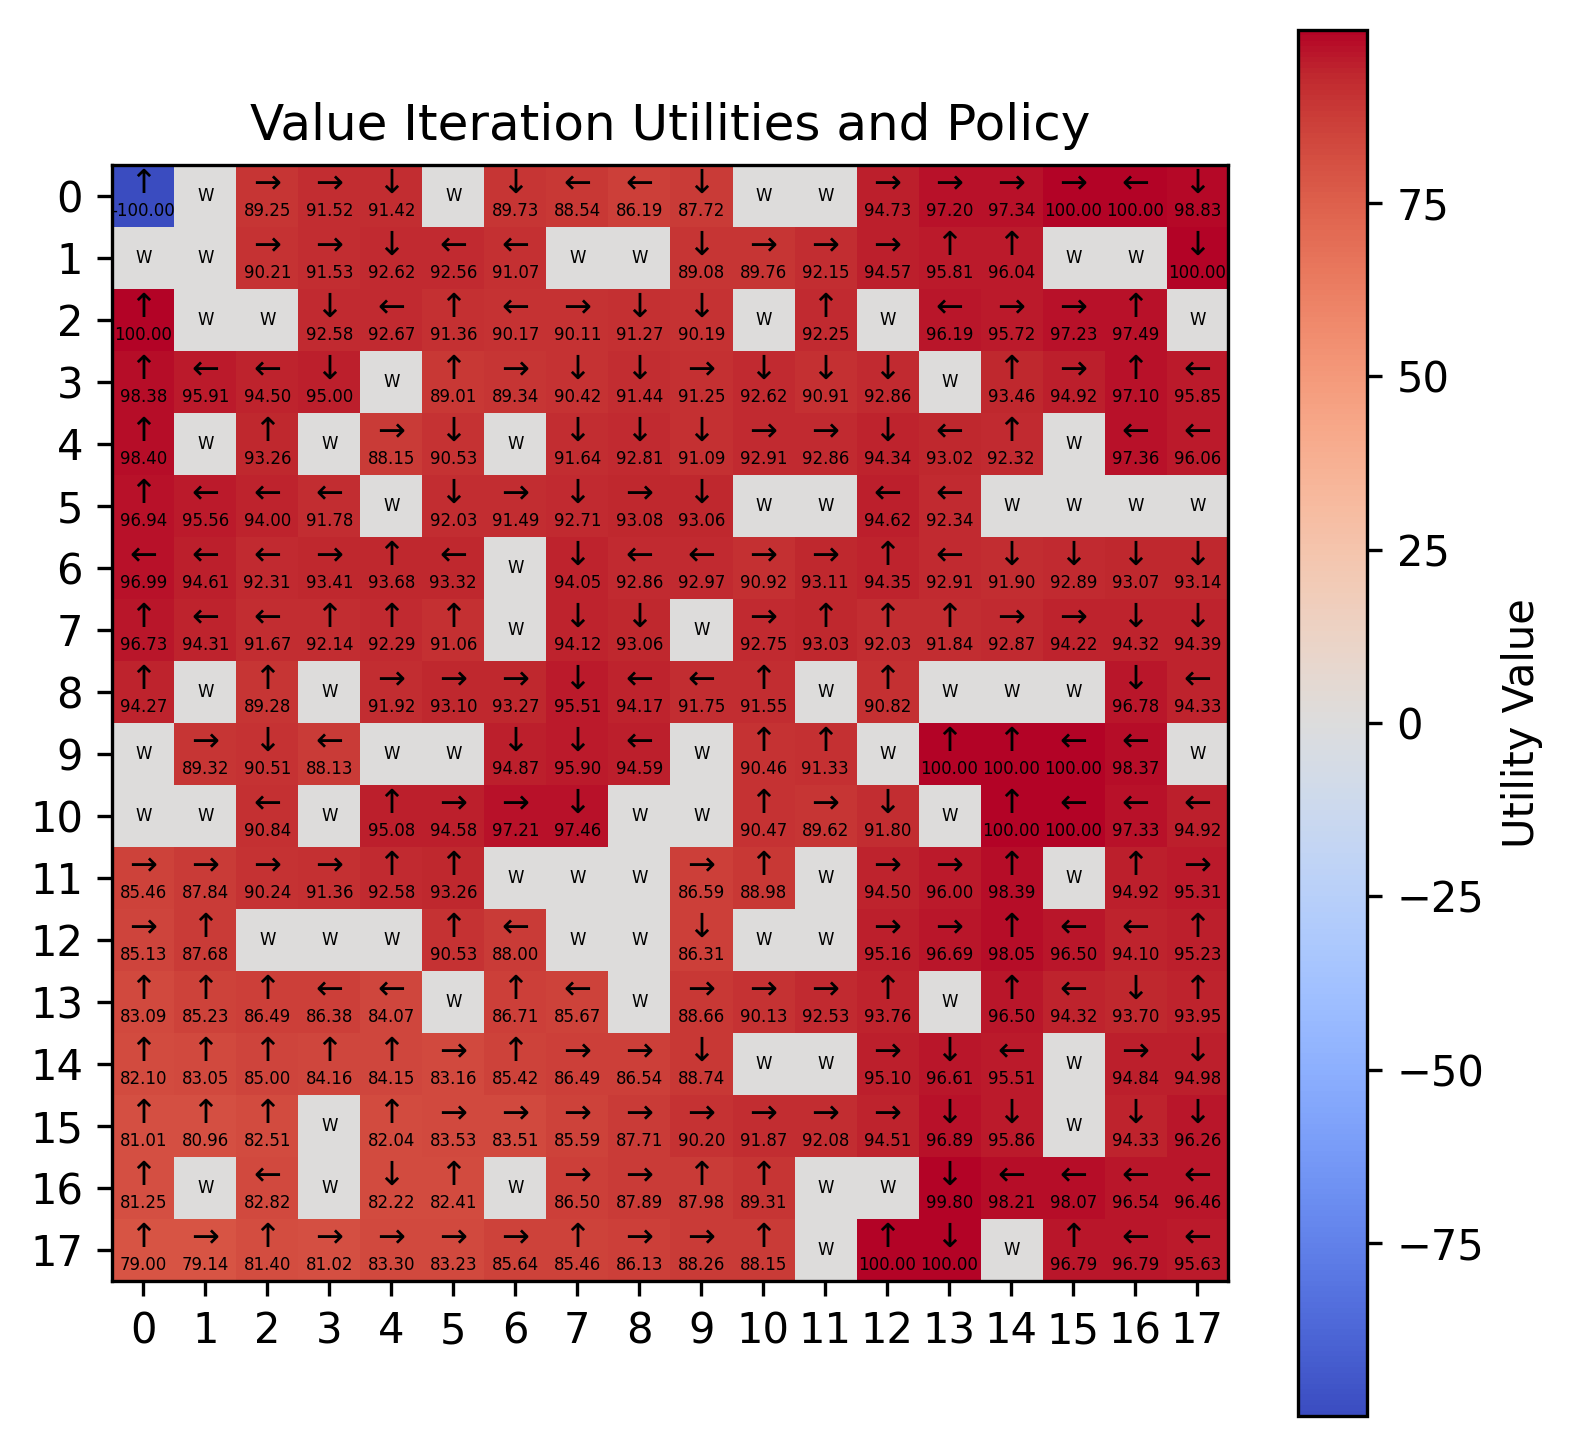 Value Iteration Utilities and Policy
0 ↑ W → → ↓ W ↓ ← ← ↓ W W → → → → ← ↓
-100.00 89.25 91.52 91.42 89.73 88.54 86.19 87.72 94.73 97.20 97.34 100.00 100.00 98.83
1 W W → → ↓ ← ← W W ↓ → → → ↑ ↑ W W ↓
90.21 91.53 92.62 92.56 91.07 89.08 89.76 92.15 94.57 95.81 96.04 100.00
2 ↑ W W ↓ ← ↑ ← → ↓ ↓ W ↑ W ← → → ↑ W
100.00 92.58 92.67 91.36 90.17 90.11 91.27 90.19 92.25 96.19 95.72 97.23 97.49
3 ↑ ← ← ↓ W ↑ → ↓ ↓ → ↓ ↓ ↓ W ↑ → ↑ ←
98.38 95.91 94.50 95.00 89.01 89.34 90.42 91.44 91.25 92.62 90.91 92.86 93.46 94.92 97.10 95.85
4 ↑ W ↑ W → ↓ W ↓ ↓ ↓ → → ↓ ← ↑ W ← ←
98.40 93.26 88.15 90.53 91.64 92.81 91.09 92.91 92.86 94.34 93.02 92.32 97.36 96.06
5 ↑ ← ← ← W ↓ → ↓ → ↓ W W ← ← W W W W
96.94 95.56 94.00 91.78 92.03 91.49 92.71 93.08 93.06 94.62 92.34
6 ← ← ← → ↑ ← W ↓ ← ← → → ↑ ← ↓ ↓ ↓ ↓
96.99 94.61 92.31 93.41 93.68 93.32 94.05 92.86 92.97 90.92 93.11 94.35 92.91 91.90 92.89 93.07 93.14
7 ↑ ← ← ↑ ↑ ↑ W ↓ ↓ W → ↑ ↑ ↑ → → ↓ ↓
96.73 94.31 91.67 92.14 92.29 91.06 94.12 93.06 92.75 93.03 92.03 91.84 92.87 94.22 94.32 94.39
8 ↑ W ↑ W → → → ↓ ← ← ↑ W ↑ W W W ↓ ←
94.27 89.28 91.92 93.10 93.27 95.51 94.17 91.75 91.55 90.82 96.78 94.33
9 W → ↓ ← W W ↓ ↓ ← W ↑ ↑ W ↑ ↑ ← ← W
89.32 90.51 88.13 94.87 95.90 94.59 90.46 91.33 100.00 100.00 100.00 98.37
10 W W ← W ↑ → → ↓ W W ↑ → ↓ W ↑ ← ← ←
90.84 95.08 94.58 97.21 97.46 90.47 89.62 91.80 100.00 100.00 97.33 94.92
11 → → → → ↑ ↑ W W W → ↑ W → → ↑ W ↑ →
85.46 87.84 90.24 91.36 92.58 93.26 86.59 88.98 94.50 96.00 98.39 94.92 95.31
12 → ↑ W W W ↑ ← W W ↓ W W → → ↑ ← ← ↑
85.13 87.68 90.53 88.00 86.31 95.16 96.69 98.05 96.50 94.10 95.23
13 ↑ ↑ ↑ ← ← W ↑ ← W → → → ↑ W ↑ ← ↓ ↑
83.09 85.23 86.49 86.38 84.07 86.71 85.67 88.66 90.13 92.53 93.76 96.50 94.32 93.70 93.95
14 ↑ ↑ ↑ ↑ ↑ → ↑ → → ↓ W W → ↓ ← W → ↓
82.10 83.05 85.00 84.16 84.15 83.16 85.42 86.49 86.54 88.74 95.10 96.61 95.51 94.84 94.98
15 ↑ ↑ ↑ W ↑ → → → → → → → → ↓ ↓ W ↓ ↓
81.01 80.96 82.51 82.04 83.53 83.51 85.59 87.71 90.20 91.87 92.08 94.51 96.89 95.86 94.33 96.26
16 ↑ W ← W ↓ ↑ W → → ↑ ↑ W W ↓ ← ← ← ←
81.25 82.82 82.22 82.41 86.50 87.89 87.98 89.31 99.80 98.21 98.07 96.54 96.46
17 ↑ → ↑ → → → → ↑ → → ↑ W ↑ ↓ W ↑ ← ←
79.00 79.14 81.40 81.02 83.30 83.23 85.64 85.46 86.13 88.26 88.15 100.00 100.00 96.79 96.79 95.63
0 1 2 3 4 5 6 7 8 9 10 11 12 13 14 15 16 17
75
50
25
0
−25
−50
−75
Utility Value